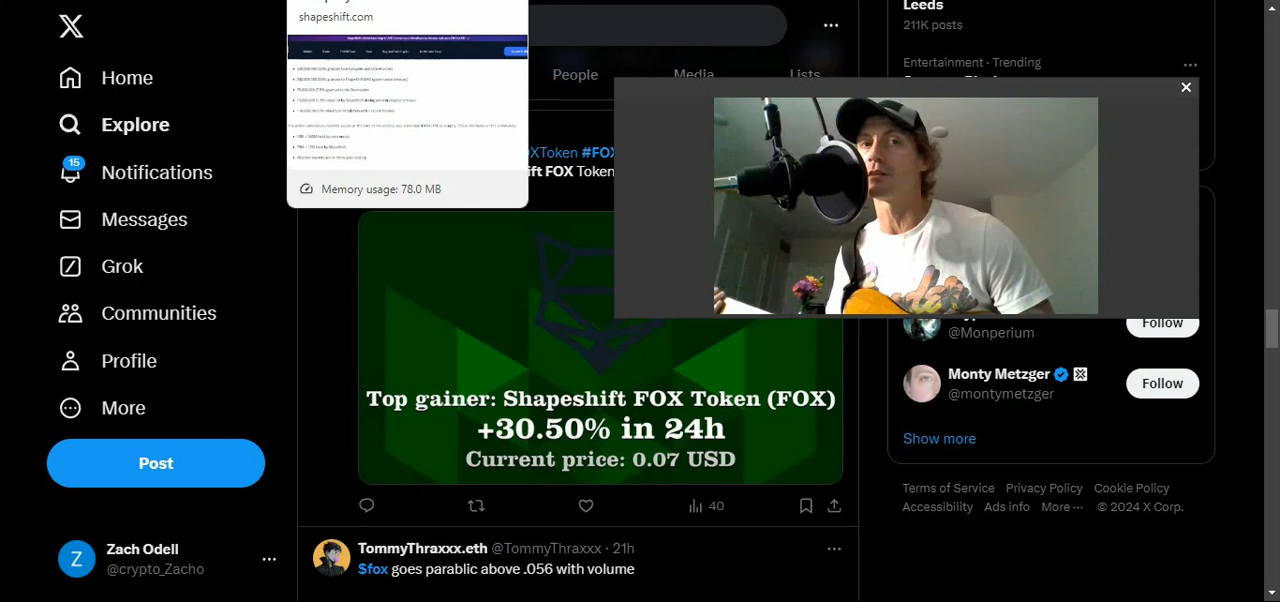 shapeshift.com
Memory usage: 78.0 MB
Home
Explore
15
Notifications
Messages
Grok
Communities
Profile
More
Post
Zach Odell
@crypto_Zacho
People
Media
Lists
XToken #FOX
ift FOX Token
Top gainer: Shapeshift FOX Token (FOX)
+30.50% in 24h
Current price: 0.07 USD
40
TommyThraxxx.eth @TommyThraxxx · 21h
$fox goes parablic above .056 with volume
Leeds
211K posts
Entertainment · Trending
@Monperium
Follow
Monty Metzger
@montymetzger
Follow
Show more
Terms of Service Privacy Policy Cookie Policy
Accessibility Ads info More ··· © 2024 X Corp.